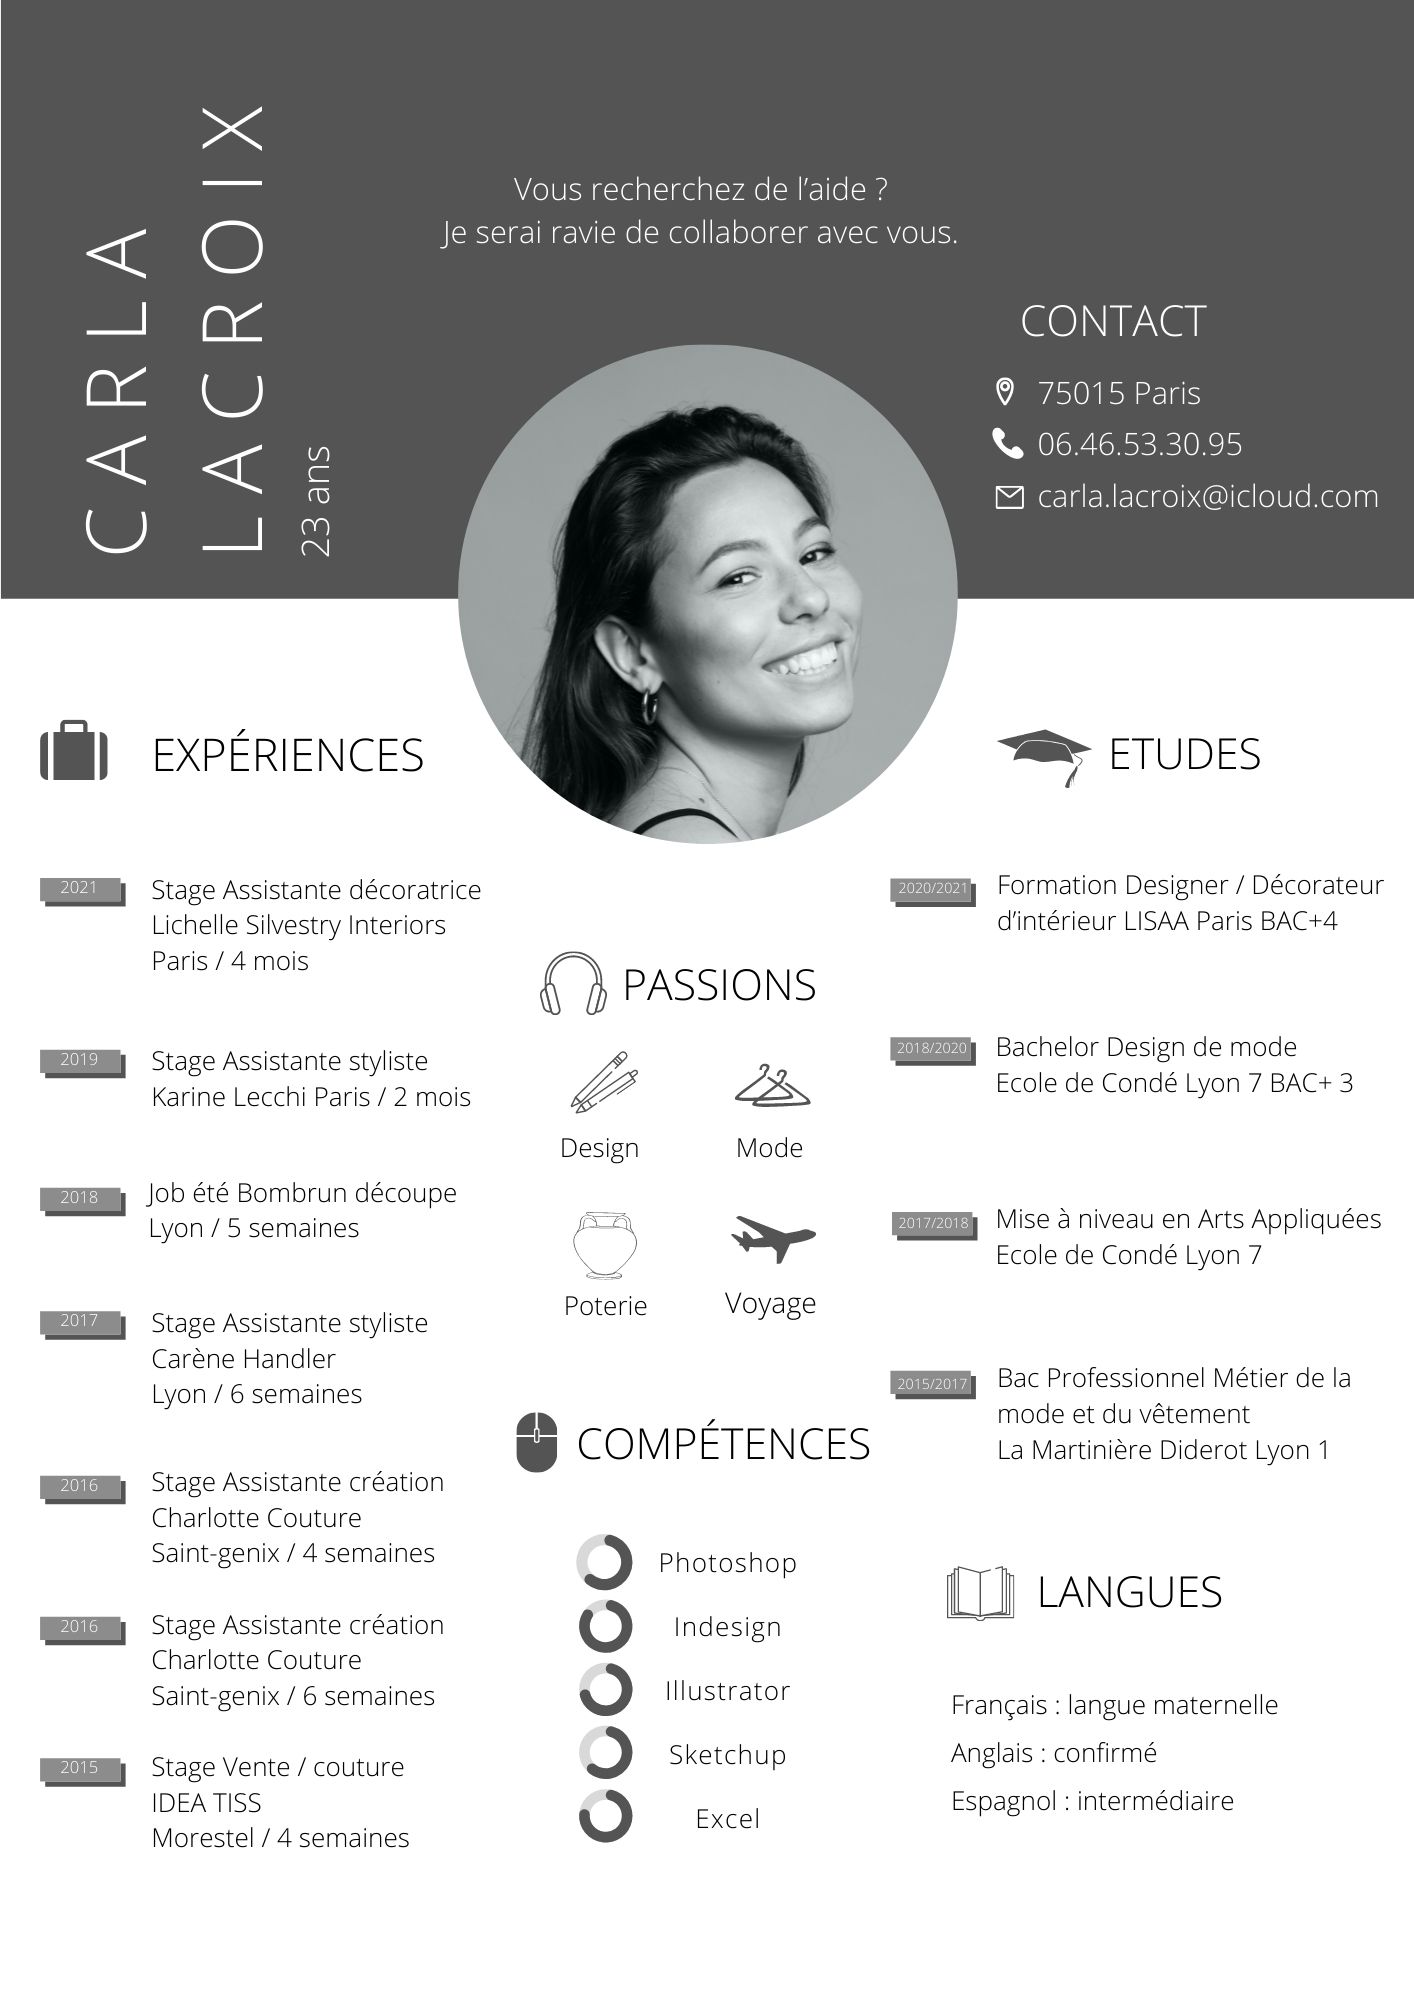 CARLA
LACROIX
23 ans
Vous recherchez de l’aide ?
Je serai ravie de collaborer avec vous.
CONTACT
75015 Paris
06.46.53.30.95
carla.lacroix@icloud.com
EXPÉRIENCES
2021
Stage Assistante décoratrice
Lichelle Silvestry Interiors
Paris / 4 mois
2019
Stage Assistante styliste
Karine Lecchi Paris / 2 mois
2018
Job été Bombrun découpe
Lyon / 5 semaines
2017
Stage Assistante styliste
Carène Handler
Lyon / 6 semaines
2016
Stage Assistante création
Charlotte Couture
Saint-genix / 4 semaines
2016
Stage Assistante création
Charlotte Couture
Saint-genix / 6 semaines
2015
Stage Vente / couture
IDEA TISS
Morestel / 4 semaines
PASSIONS
Design
Mode
Poterie
Voyage
COMPÉTENCES
Photoshop
Indesign
Illustrator
Sketchup
Excel
ETUDES
2020/2021
Formation Designer / Décorateur
d’intérieur LISAA Paris BAC+4
2018/2020
Bachelor Design de mode
Ecole de Condé Lyon 7 BAC+ 3
2017/2018
Mise à niveau en Arts Appliquées
Ecole de Condé Lyon 7
2015/2017
Bac Professionnel Métier de la
mode et du vêtement
La Martinière Diderot Lyon 1
LANGUES
Français : langue maternelle
Anglais : confirmé
Espagnol : intermédiaire